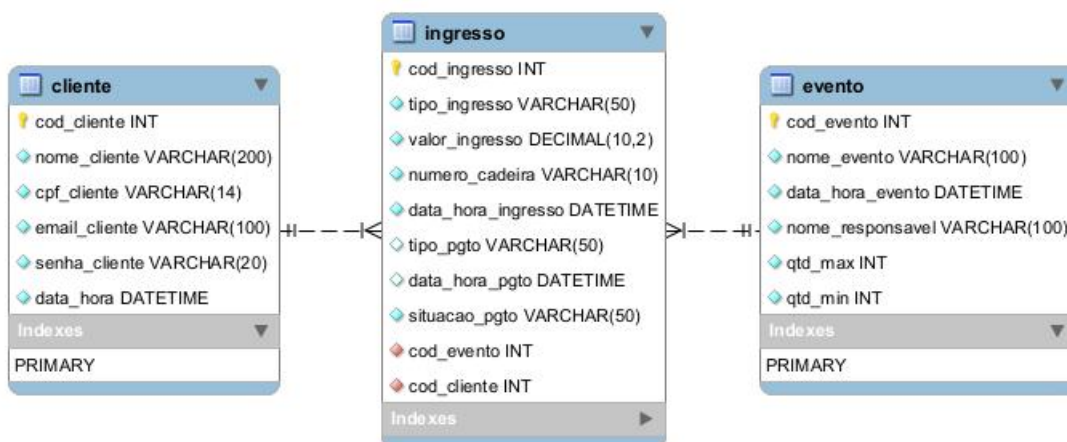 cliente
cod_cliente INT
nome_cliente VARCHAR(200)
cpf_cliente VARCHAR(14)
email_cliente VARCHAR(100)
senha_cliente VARCHAR(20)
data_hora DATETIME
Indexes
PRIMARY
ingresso
cod_ingresso INT
tipo_ingresso VARCHAR(50)
valor_ingresso DECIMAL(10,2)
numero_cadeira VARCHAR(10)
data_hora_ingresso DATETIME
tipo_pgto VARCHAR(50)
data_hora_pgto DATETIME
situacao_pgto VARCHAR(50)
cod_evento INT
cod_cliente INT
Indexes
evento
cod_evento INT
nome_evento VARCHAR(100)
data_hora_evento DATETIME
nome_responsavel VARCHAR(100)
qtd_max INT
qtd_min INT
Indexes
PRIMARY